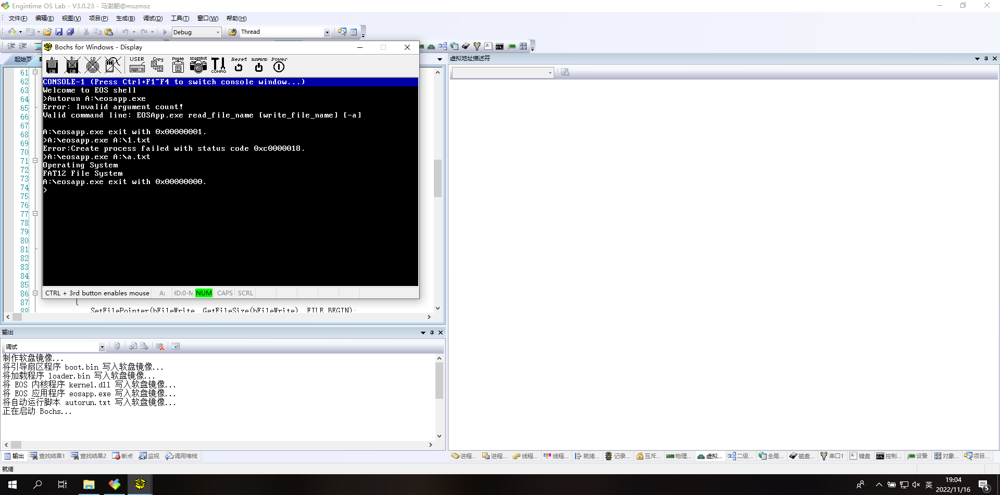 Engintime OS Lab - V3.0.23 - 马澍朝@mszmsz
文件(F) 编辑(E) 视图(V) 项目(P) 生成(B) 调试(D) 工具(T) 窗口(W) 帮助(H)
Debug Thread
起始页
Bochs for Windows - Display
A: B: CD USER Copy Paste snapshot CONFIG Reset SUSPEND Power
CONSOLE-1 (Press Ctrl+F1~F4 to switch console window...)
Welcome to EOS shell
>Autorun A:\eosapp.exe
Error: Invalid argument count!
Valid command line: EOSApp.exe read_file_name [write_file_name] [-a]
A:\eosapp.exe exit with 0x00000001.
>A;\eosapp.exe A:\1.txt
Error:Create process failed with status code 0xc0000018.
>A:\eosapp.exe A:\a.txt
Operating System
FAT12 File System
A:\eosapp.exe exit with 0x00000000.
>
CTRL + 3rd button enables mouse A: HD:0-M NUM CAPS SCRL
61
62
63
64
65
66
67
68
69
70
71
72
73
74
75
76
77
78
79
80
81
82
83
84
85
86
87 {
88 SetFilePointer(hFileWrite, GetFileSize(hFileWrite), FILE_BEGIN);
虚拟地址描述符
输出
调试
制作软盘镜像...
将引导扇区程序 boot.bin 写入软盘镜像...
将加载程序 loader.bin 写入软盘镜像...
将 EOS 内核程序 kernel.dll 写入软盘镜像...
将 EOS 应用程序 eosapp.exe 写入软盘镜像...
将自动运行脚本 autorun.txt 写入软盘镜像...
正在启动 Bochs...
输出 查找结果1 查找结果2 断点 监视 调用堆栈
进程... 进程... 线程... 线程... 就绪... 记录... 互斥... 物理... 虚拟... 二级... 全局... 磁盘... 串口1 键盘 控制... 设备 对象... 项目...
就绪
英
19:04
2022/11/16
5